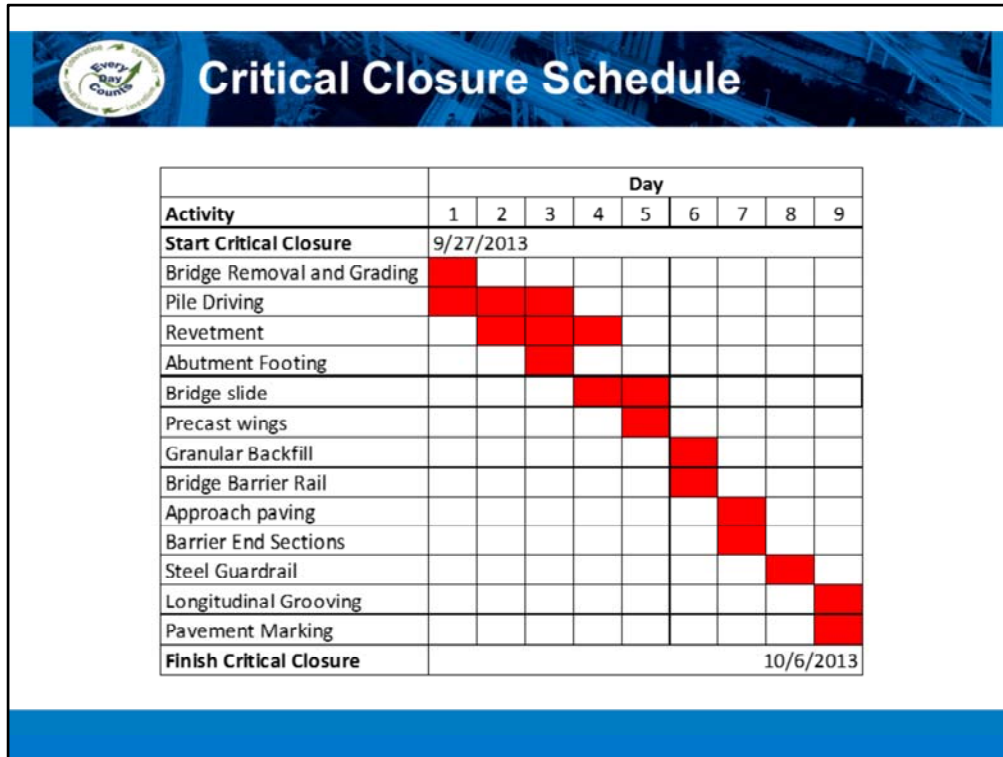 Every
Day
Counts
Critical Closure Schedule
Day
Activity 1 2 3 4 5 6 7 8 9
Start Critical Closure 9/27/2013
Bridge Removal and Grading
Pile Driving
Revetment
Abutment Footing
Bridge slide
Precast wings
Granular Backfill
Bridge Barrier Rail
Approach paving
Barrier End Sections
Steel Guardrail
Longitudinal Grooving
Pavement Marking
Finish Critical Closure 10/6/2013